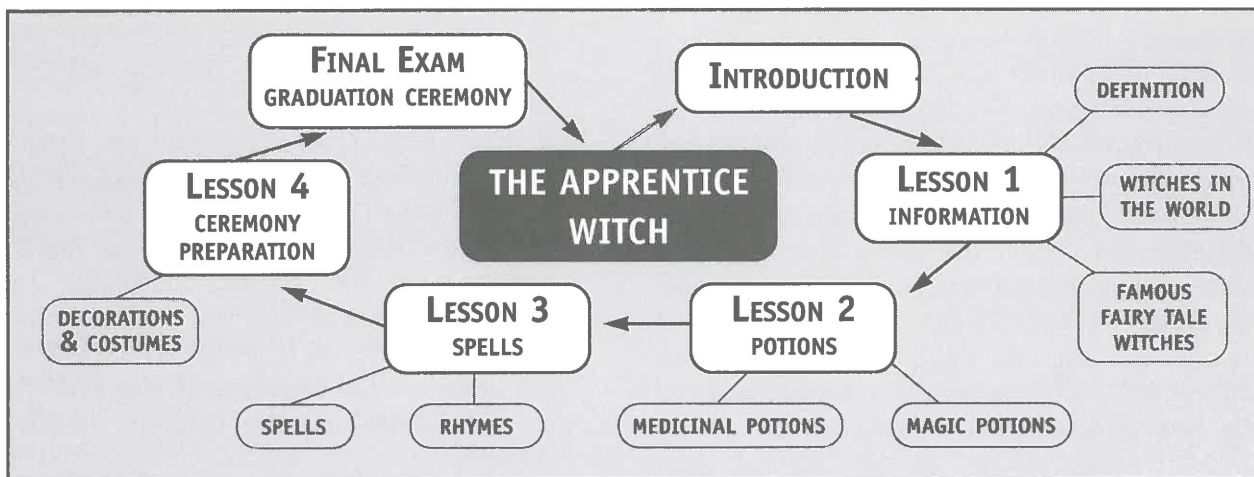 THE APPRENTICE
WITCH
INTRODUCTION
LESSON 1
INFORMATION
DEFINITION
WITCHES IN
THE WORLD
FAMOUS
FAIRY TALE
WITCHES
LESSON 2
POTIONS
MEDICINAL POTIONS
MAGIC POTIONS
LESSON 3
SPELLS
SPELLS
RHYMES
LESSON 4
CEREMONY
PREPARATION
DECORATIONS
& COSTUMES
FINAL EXAM
GRADUATION CEREMONY